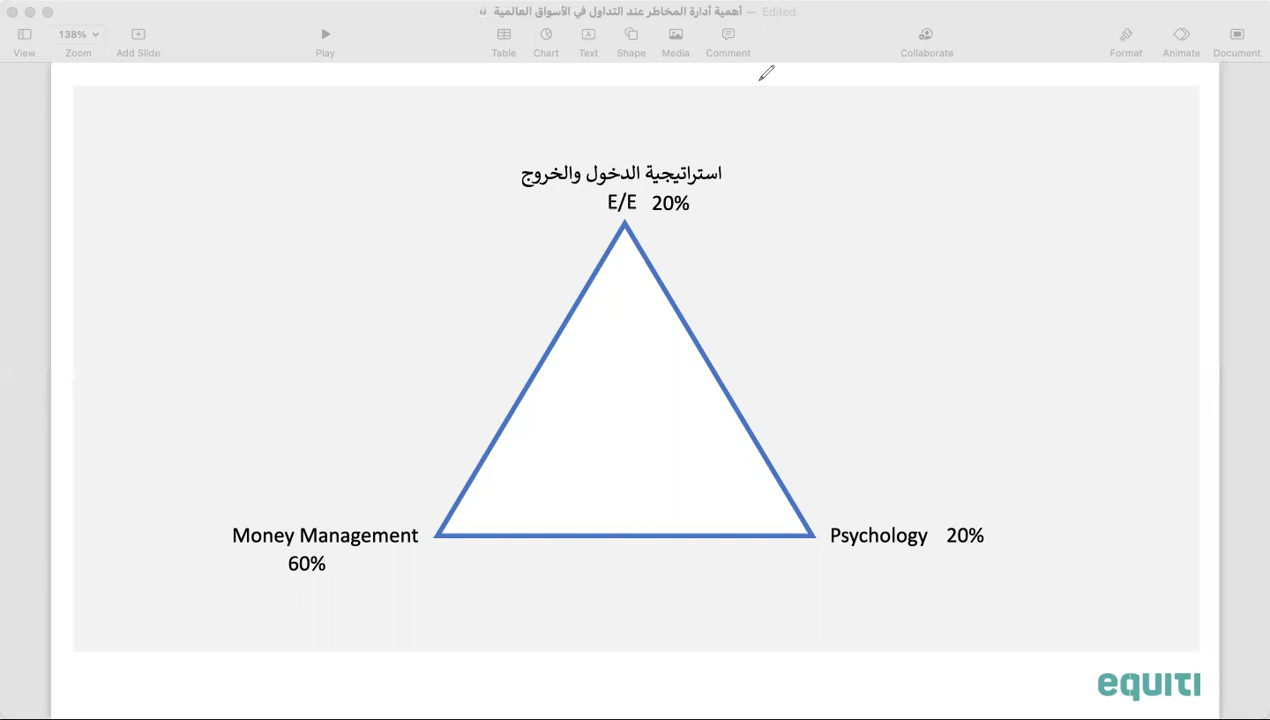 أهمية أدارة المخاطر عند التداول في الأسواق العالمية — Edited
138%
View
Zoom
Add Slide
Play
Table
Chart
Text
Shape
Media
Comment
Collaborate
Format
Animate
Document
استراتيجية الدخول والخروج
E/E 20%
Money Management
60%
Psychology 20%
equiti